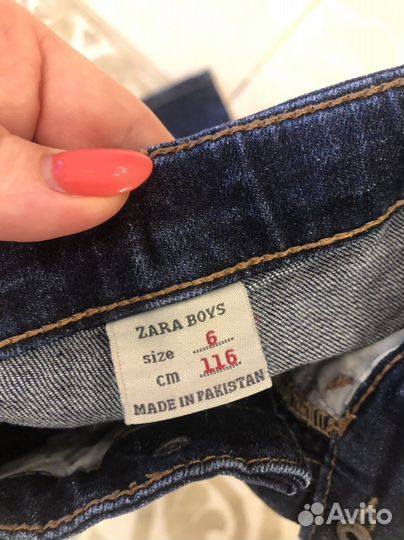 ZARA BOYS
size 6
cm 116
MADE IN PAKISTAN
Avito